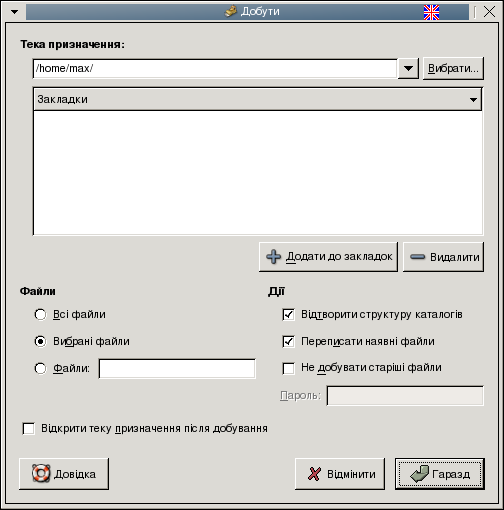 Добути
Тека призначення:
/home/max/
Вибрати...
Закладки
Додати до закладок
Видалити
Файли
Дії
Всі файли
Відтворити структуру каталогів
Вибрані файли
Переписати наявні файли
Файли:
Не добувати старіші файли
Пароль:
Відкрити теку призначення після добування
Довідка
Відмінити
Гаразд